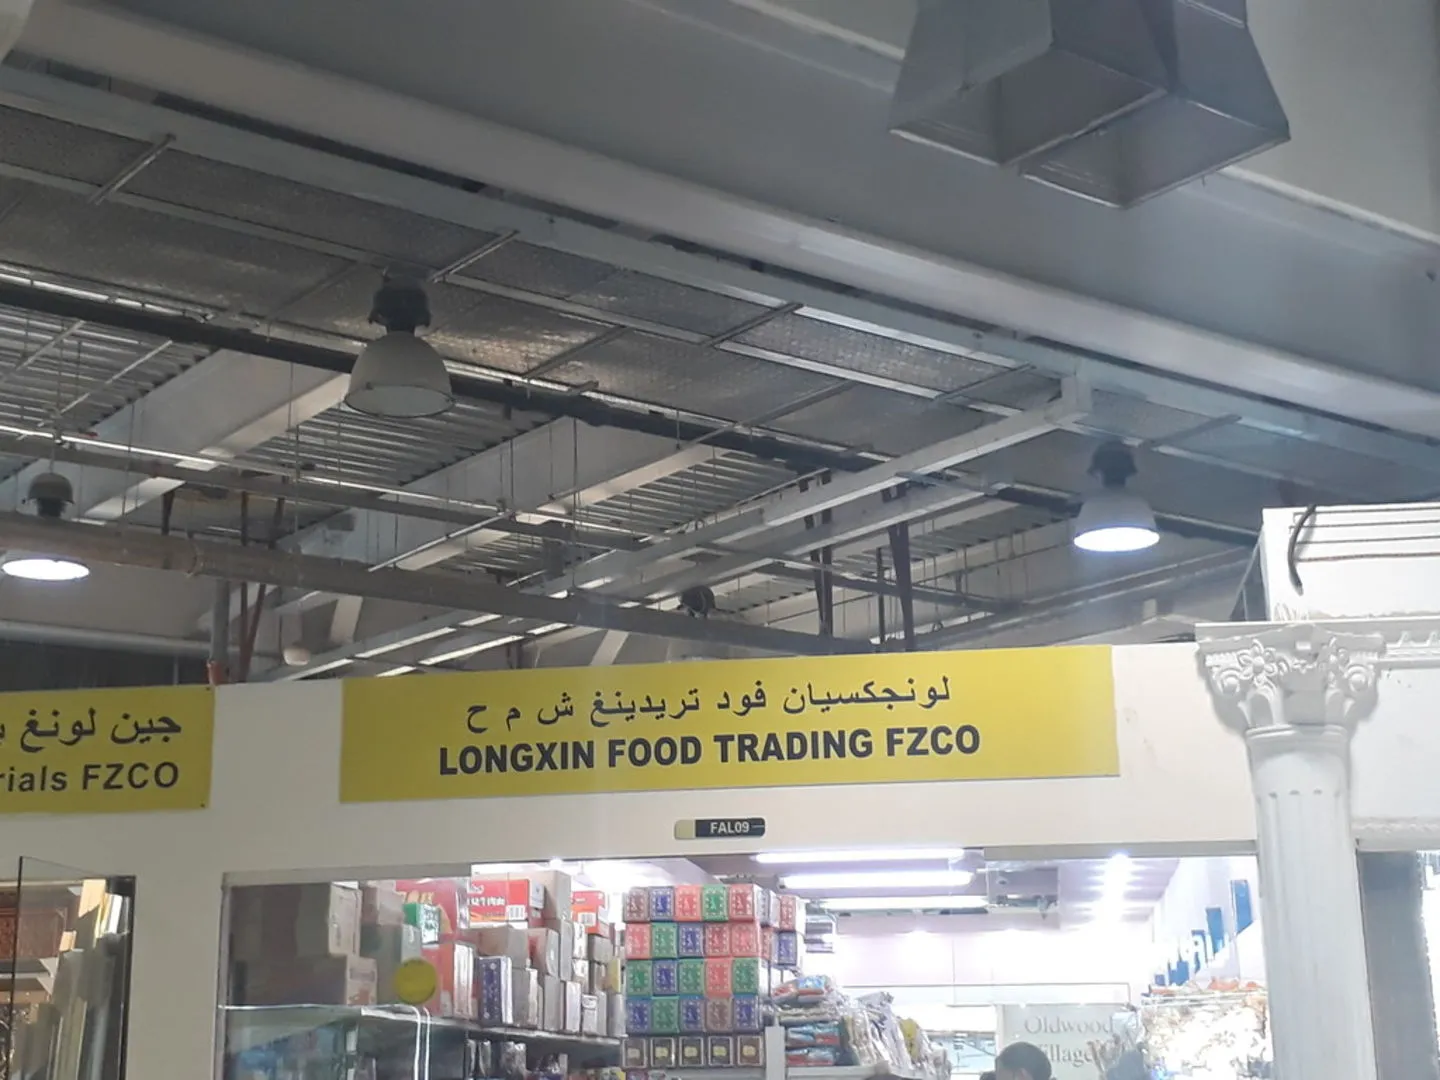 جين لونغ
rials FZCO
لونجكسيان فود تريدينغ ش م ح
LONGXIN FOOD TRADING FZCO
FAL09
Oldwood
Village